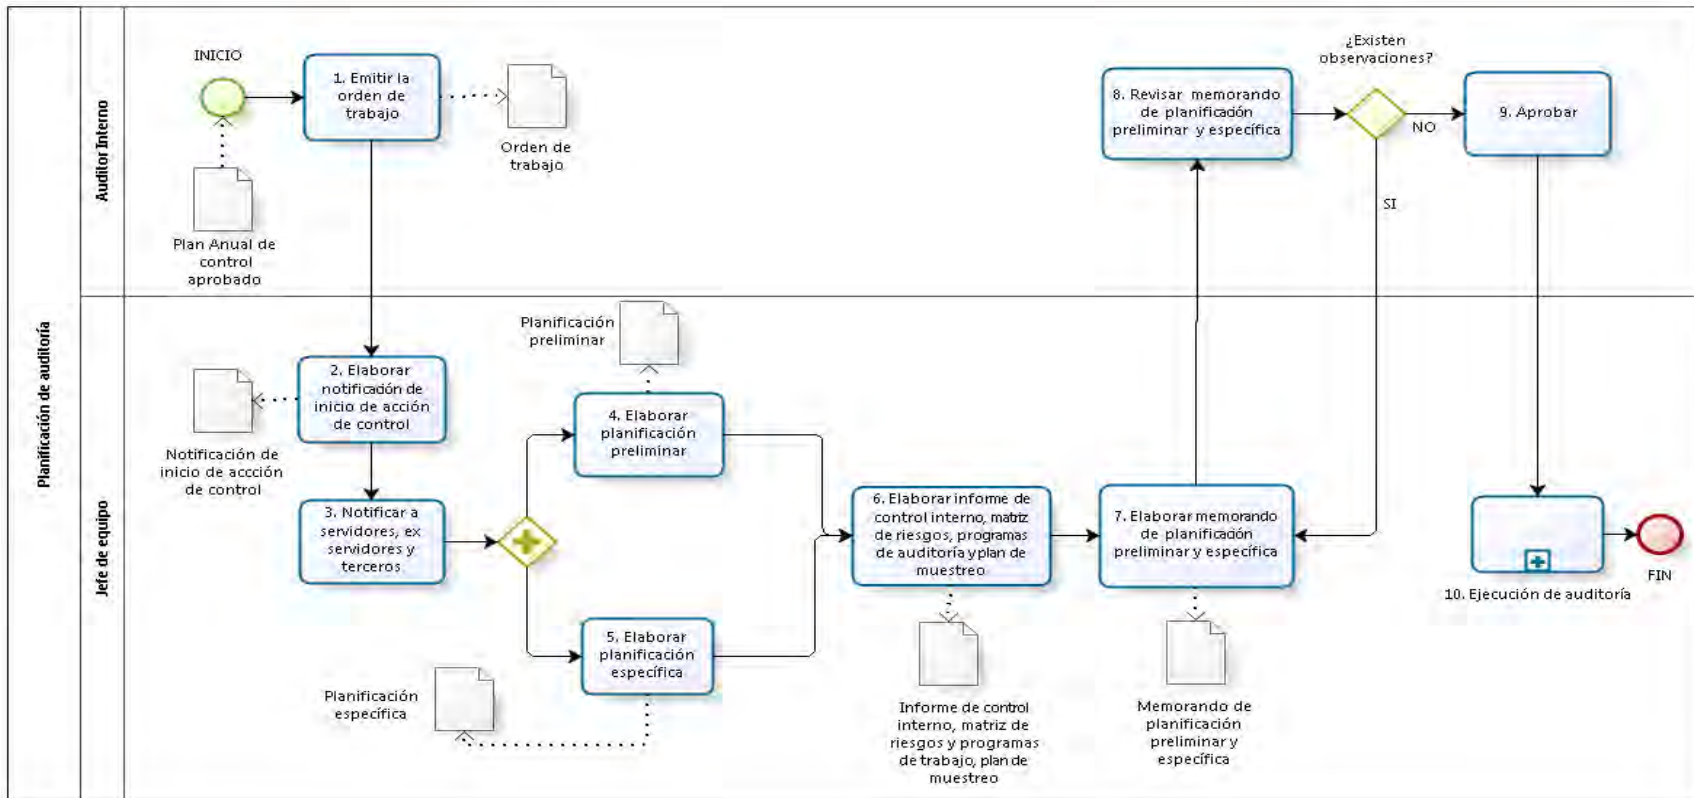 Planificación de auditoría
Auditor Interno
INICIO
1. Emitir la
orden de
trabajo
Orden de
trabajo
Plan Anual de
control
aprobado
8. Revisar memorando
de planificación
preliminar y específica
¿Existen
observaciones?
NO
SI
9. Aprobar
Jefe de equipo
2. Elaborar
notificación de
inicio de acción
de control
Notificación de
inicio de accción
de control
3. Notificar a
servidores, ex
servidores y
terceros
Planificación
preliminar
4. Elaborar
planificación
preliminar
5. Elaborar
planificación
específica
Planificación
específica
6. Elaborar informe de
control interno, matriz
de riesgos, programas
de auditoría y plan de
muestreo
Informe de control
interno, matriz de
riesgos y programas
de trabajo, plan de
muestreo
7. Elaborar memorando
de planificación
preliminar y específica
Memorando de
planificación
preliminar y
específica
10. Ejecución de auditoría
FIN